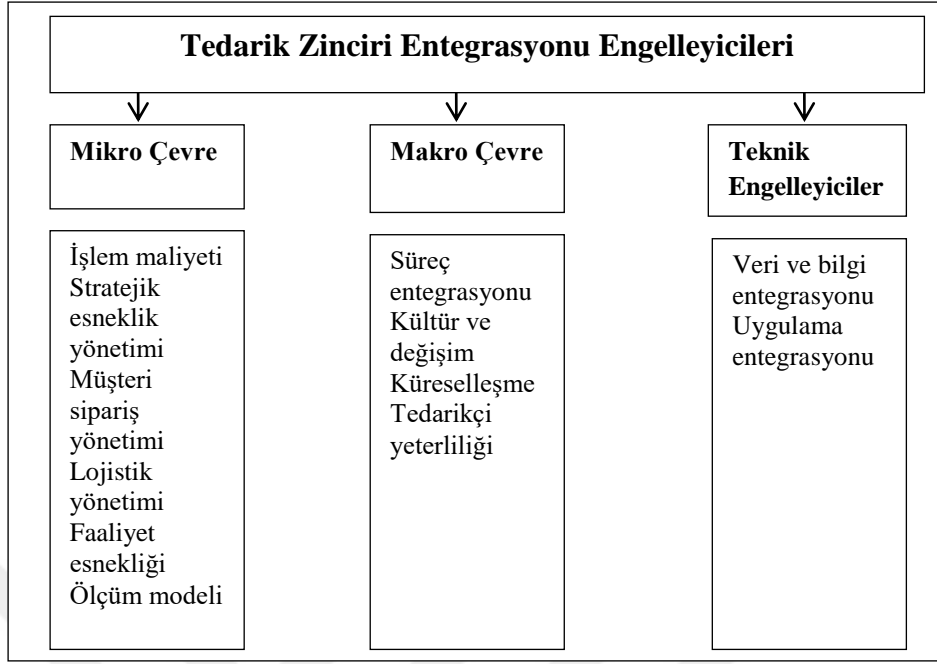 Tedarik Zinciri Entegrasyonu Engelleyicileri
Mikro Çevre
İşlem maliyeti
Stratejik
esneklik
yönetimi
Müşteri
sipariş
yönetimi
Lojistik
yönetimi
Faaliyet
esnekliği
Ölçüm modeli
Makro Çevre
Süreç
entegrasyonu
Kültür ve
değişim
Küreselleşme
Tedarikçi
yeterliliği
Teknik
Engelleyiciler
Veri ve bilgi
entegrasyonu
Uygulama
entegrasyonu